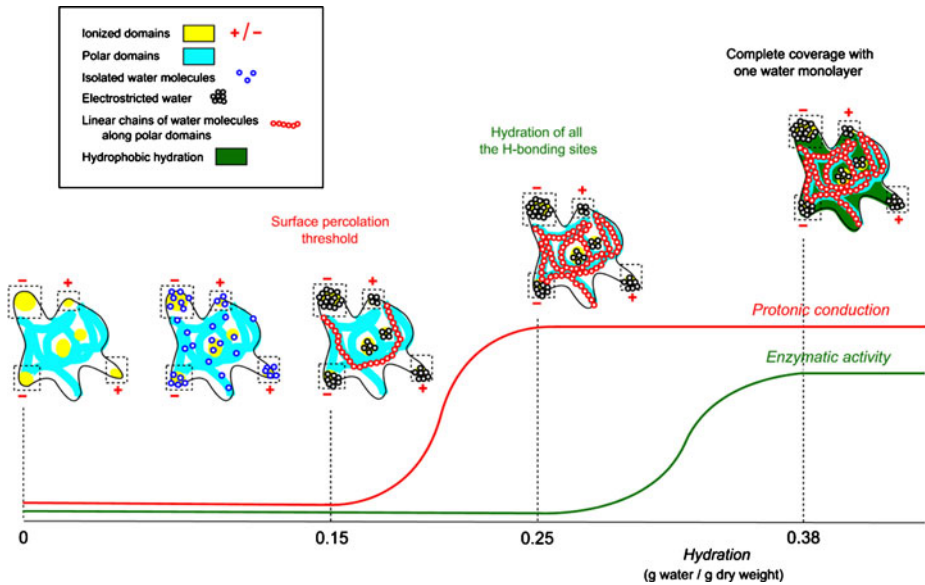 Ionized domains + / −
Polar domains
Isolated water molecules
Electrostricted water
Linear chains of water molecules
along polar domains
Hydrophobic hydration
Complete coverage with
one water monolayer
Hydration of all
the H-bonding sites
Surface percolation
threshold
− +
− +
− +
− +
− +
− +
− +
− +
− +
− +
Protonic conduction
Enzymatic activity
0 0.15 0.25 0.38
Hydration
(g water / g dry weight)